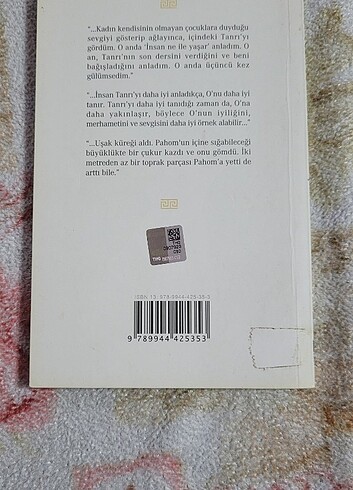 "...Kadın kendisinin olmayan çocuklara duyduğu
sevgiyi gösterip ağlayınca, içindeki Tanrı'yı
gördüm. O anda 'İnsan ne ile yaşar' anladım. O
an, Tanrı'nın son dersini verdiğini ve beni
bağışladığını anladım. O anda üçüncü kez
gülümsedim."
"...İnsan Tanrı'yı daha iyi anladıkça, O'nu daha iyi
tanır. Tanrı'yı daha iyi tanıdığı zaman da, O'na
daha yakınlaşır, böylece O'nun iyiliğini,
merhametini ve sevgisini daha iyi örnek alabilir..."
"...Uşak küreği aldı. Pahom'un içine sığabileceği
büyüklükte bir çukur kazdı ve onu gömdü. İki
metreden az bir toprak parçası Pahom'a yetti de
arttı bile."
9 789944 425353